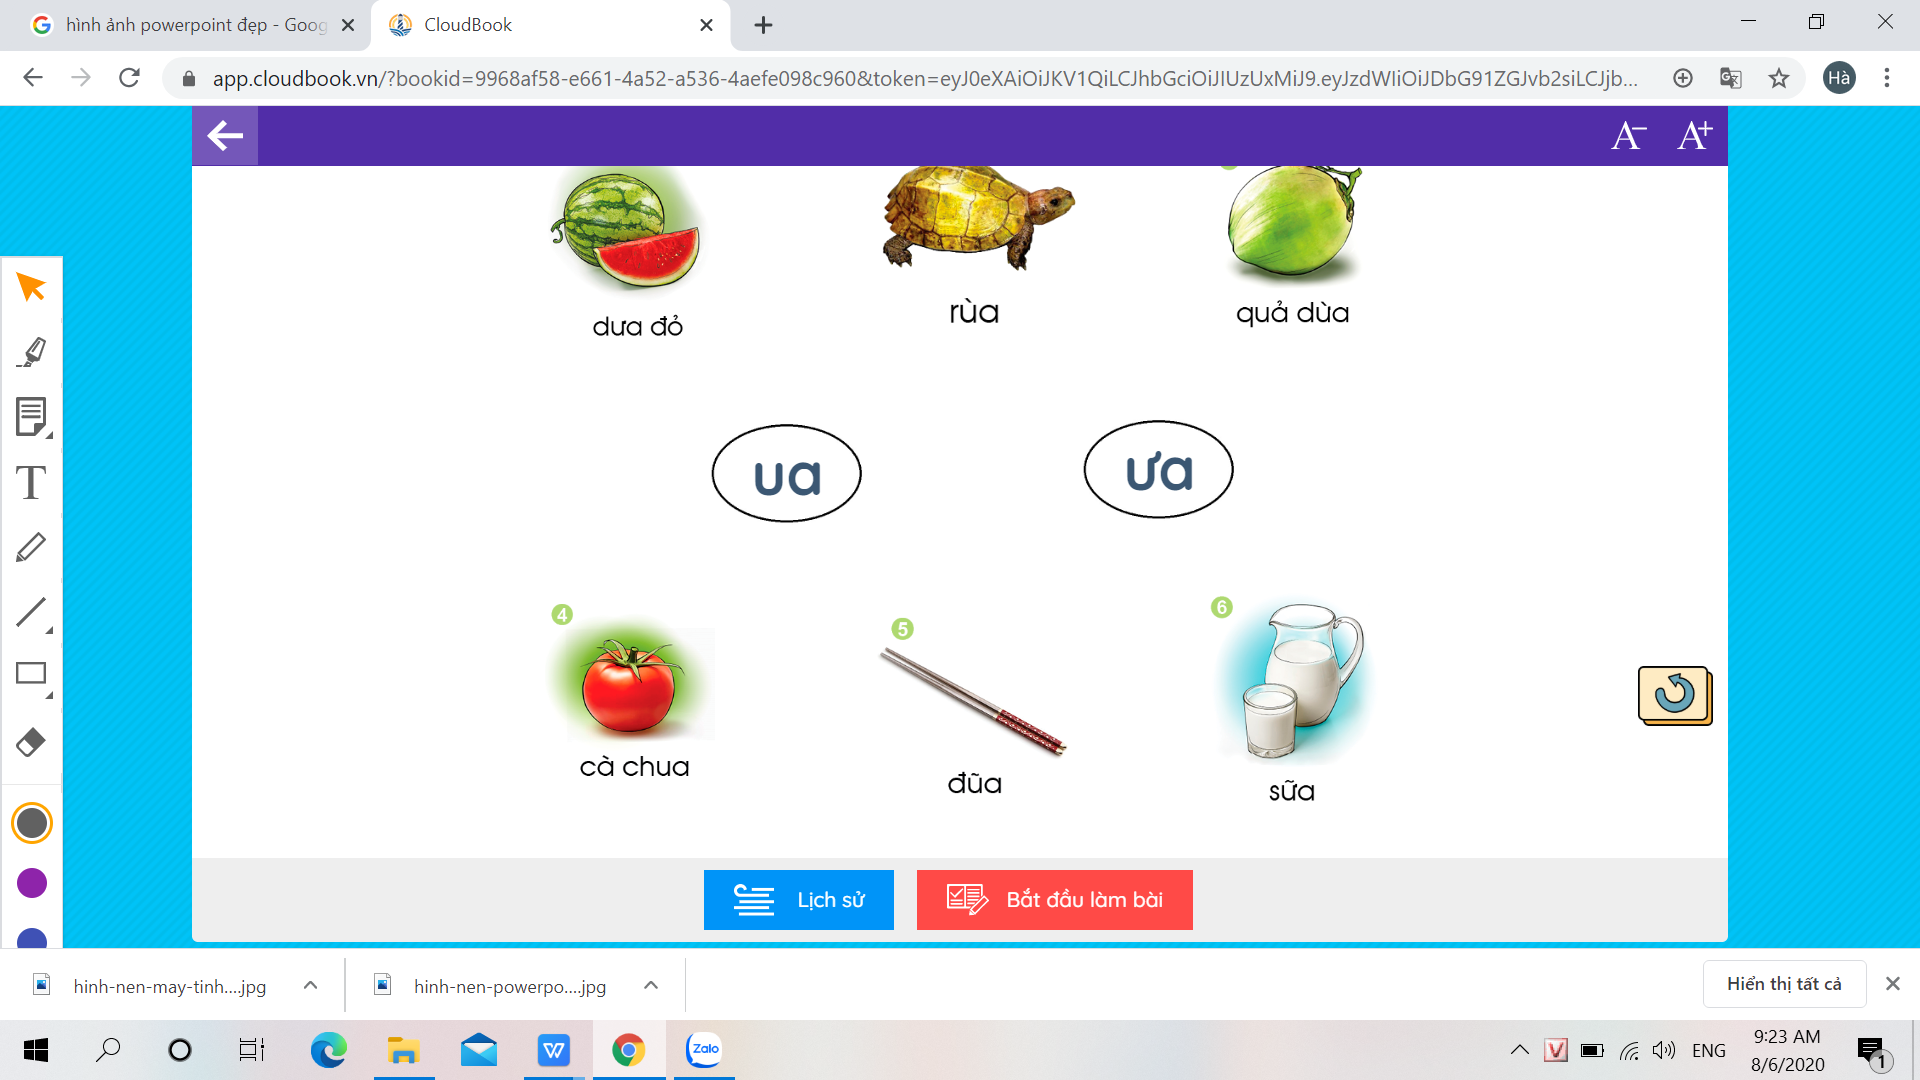 hình ảnh powerpoint đẹp - Goog
CloudBook
app.cloudbook.vn/?bookid=9968af58-e661-4a52-a536-4aefe098c960&token=eyJ0eXAiOiJKV1QiLCJhbGciOiJIUzUxMiJ9.eyJzdWIiOiJDbG91ZGJvb2siLCJjb...
Hà
A- A+
dưa đỏ
rùa
quả dừa
ua
ưa
4
5
6
cà chua
đũa
sữa
T
Lịch sử
Bắt đầu làm bài
hinh-nen-may-tinh....jpg
hinh-nen-powerpo....jpg
Hiển thị tất cả
W
Zalo
V
ENG
9:23 AM
8/6/2020
1